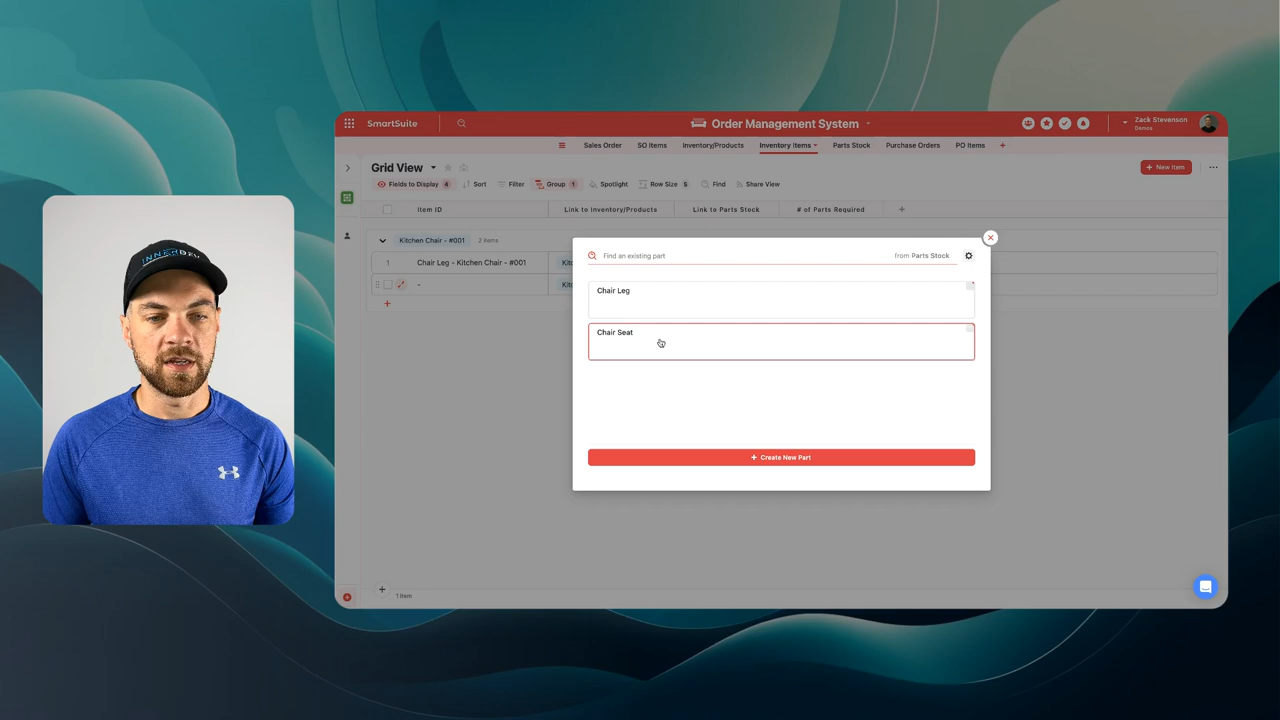 SmartSuite
Order Management System
Zack Stevenson
Demos
Sales Order
SO Items
Inventory/Products
Inventory Items
Parts Stock
Purchase Orders
PO Items
+
Grid View
+ New Item
Fields to Display 4
Sort
Filter
Group 1
Spotlight
Row Size 5
Find
Share View
Item ID
Link to Inventory/Products
Link to Parts Stock
# of Parts Required
+
Kitchen Chair - #001
2 items
1
Chair Leg - Kitchen Chair - #001
-
+
Find an existing part
from Parts Stock
Chair Leg
Chair Seat
+ Create New Part
+
1 Item
INNERDEV